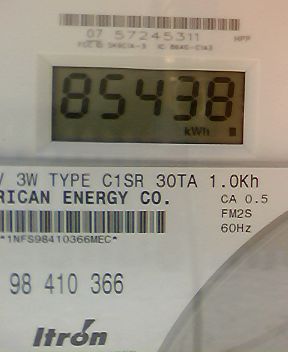 07 57245311
85438
kWh
V 3W TYPE C1SR 30TA 1.0Kh
RICAN ENERGY CO.
CA 0.5
FM2S
60Hz
*1NFS98410366MEC*
98 410 366
Itrón